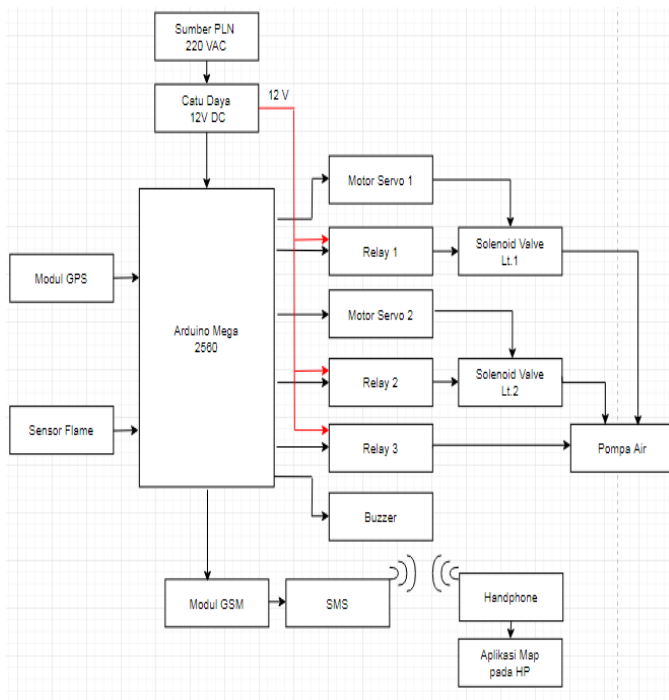 Sumber PLN
220 VAC
Catu Daya
12V DC
12 V
Motor Servo 1
Relay 1
Solenoid Valve
Lt.1
Modul GPS
Arduino Mega
2560
Motor Servo 2
Relay 2
Solenoid Valve
Lt.2
Sensor Flame
Relay 3
Pompa Air
Buzzer
Modul GSM
SMS
Handphone
Aplikasi Map
pada HP